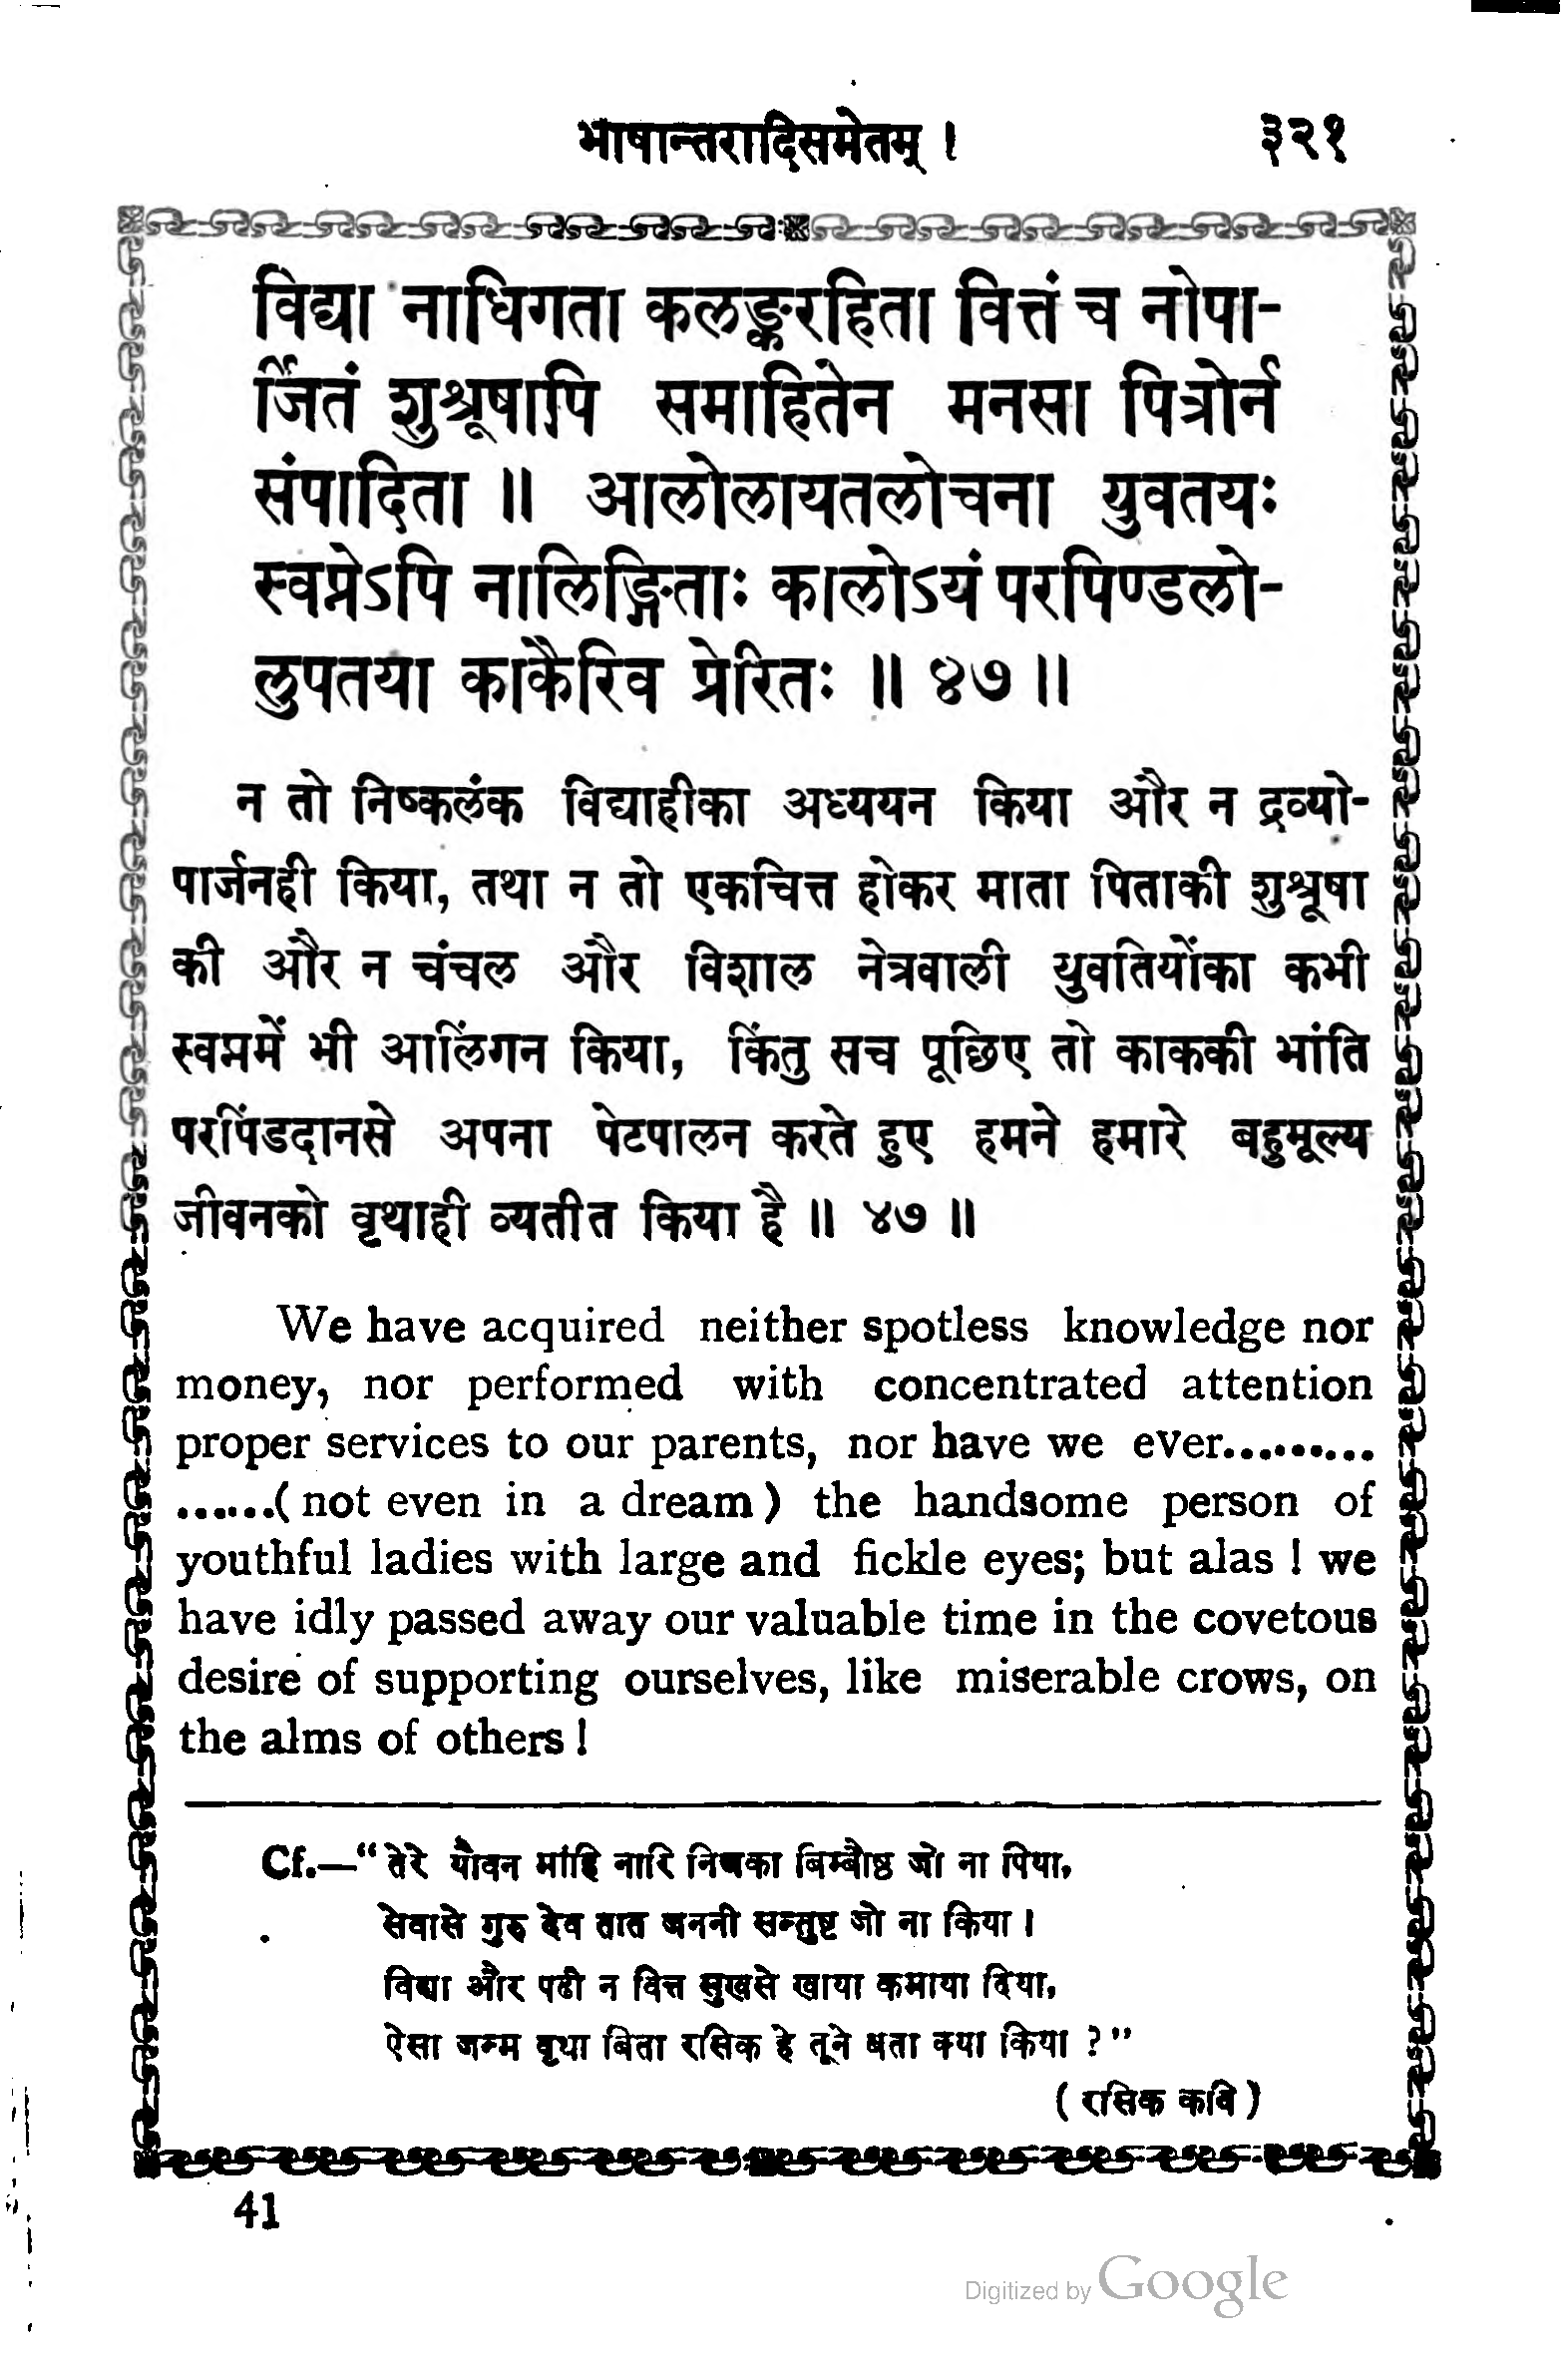 भाषान्तरादिसमेतम् । ३२१
विद्या नाधिगता कलङ्करहिता वित्तं च नोपा-
र्जितं शुश्रूषापि समाहितेन मनसा पित्रोर्न
संपादिता ॥ आलोलायतलोचना युवतयः
स्वप्नेऽपि नालिङ्गिताः कालोऽयं परपिण्डलो-
लुपतया काकैरिव प्रेरितः ॥ ४७ ॥
न तो निष्कलंक विद्याहीका अध्ययन किया और न द्रव्यो-
पार्जनही किया, तथा न तो एकचित्त होकर माता पिताकी शुश्रूषा
की और न चंचल और विशाल नेत्रवाली युवतियोंका कभी
स्वप्नमें भी आलिंगन किया, किंतु सच पूछिए तो काककी भांति
परपिंडदानसे अपना पेटपालन करते हुए हमने हमारे बहुमूल्य
जीवनको वृथाही व्यतीत किया है ॥ ४७ ॥
We have acquired neither spotless knowledge nor
money, nor performed with concentrated attention
proper services to our parents, nor have we ever..........
......( not even in a dream ) the handsome person of
youthful ladies with large and fickle eyes; but alas ! we
have idly passed away our valuable time in the covetous
desire of supporting ourselves, like miserable crows, on
the alms of others !
Cf.—“ तेरे यौवन मांहि नारि निजका बिम्बौष्ठ जो ना पिया,
सेवासे गुरु देव तात जननी सन्तुष्ट जो ना किया ।
विद्या और पढी न वित्त सुखसे खाया कमाया दिया,
ऐसा जन्म वृथा बिता रसिक हे तूने बता क्या किया ? ”
( रसिक कवि )
41
Digitized by Google